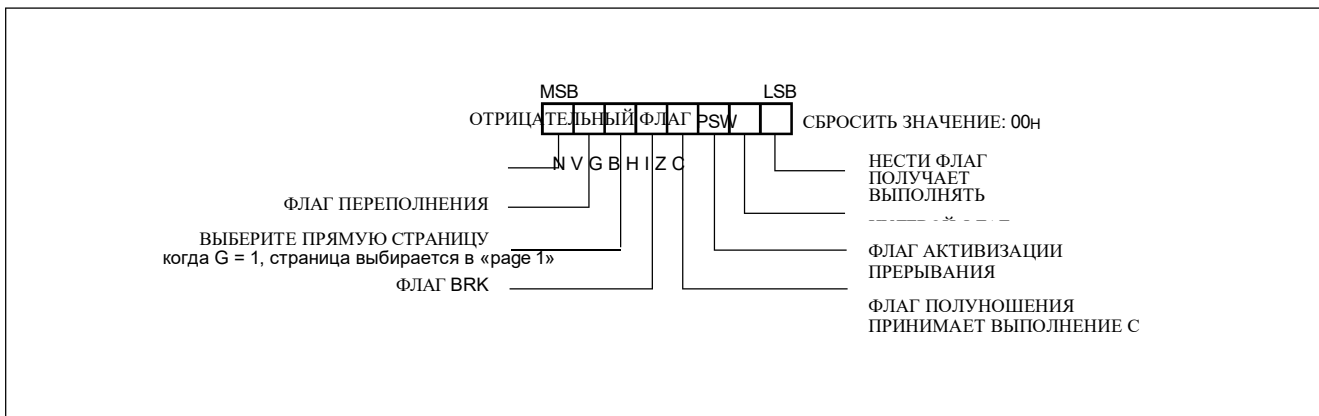 MSB LSB
ОТРИЦАТЕЛЬНЫЙ ФЛАГ PSW СБРОСИТЬ ЗНАЧЕНИЕ: 00H
N V G B H I Z C
НЕСТИ ФЛАГ
ПОЛУЧАЕТ
ВЫПОЛНЯТЬ
ФЛАГ ПЕРЕПОЛНЕНИЯ
ВЫБЕРИТЕ ПРЯМУЮ СТРАНИЦУ
когда G = 1, страница выбирается в «page 1»
ФЛАГ АКТИВИЗАЦИИ
ПРЕРЫВАНИЯ
ФЛАГ BRK
ФЛАГ ПОЛУНОШЕНИЯ
ПРИНИМАЕТ ВЫПОЛНЕНИЕ С